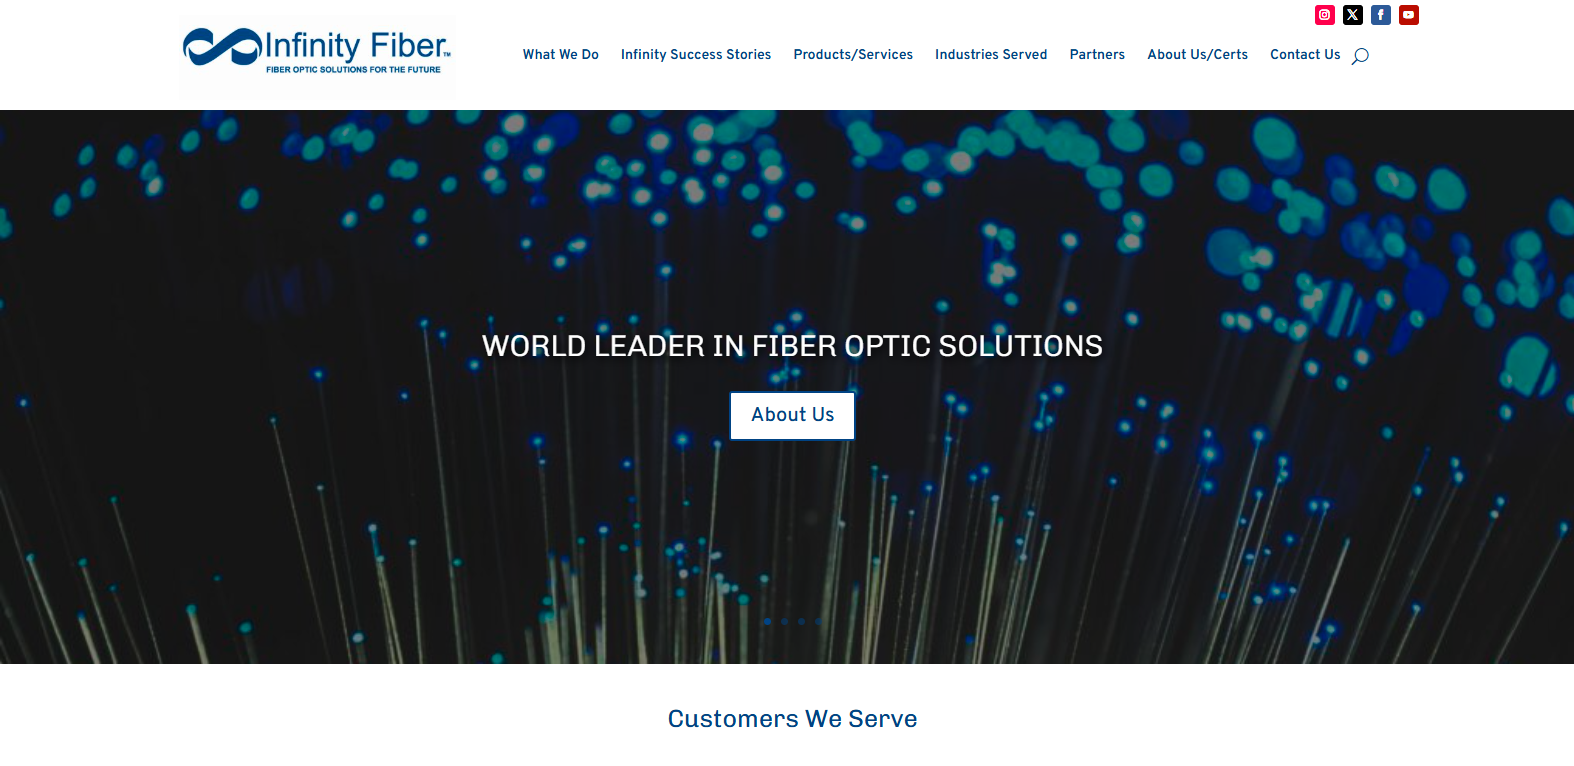 Infinity Fiber™
FIBER OPTIC SOLUTIONS FOR THE FUTURE
What We Do
Infinity Success Stories
Products/Services
Industries Served
Partners
About Us/Certs
Contact Us
WORLD LEADER IN FIBER OPTIC SOLUTIONS
About Us
Customers We Serve